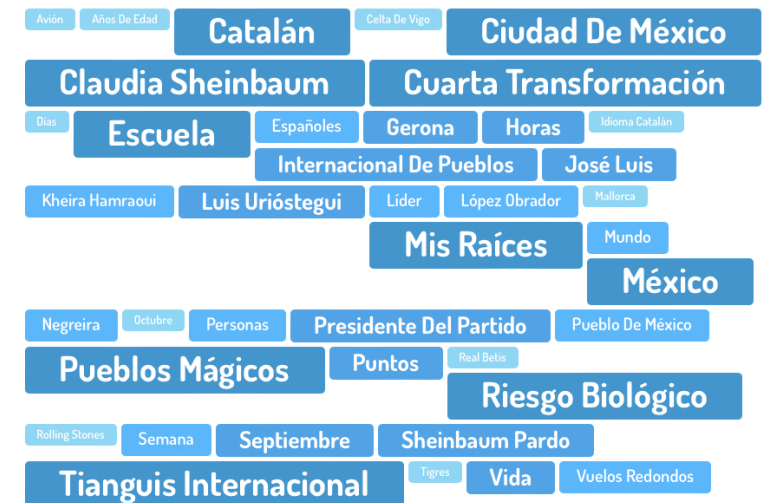 Avión Años De Edad Catalán Celta De Vigo Ciudad De México
Claudia Sheinbaum Cuarta Transformación
Días Escuela Españoles Gerona Horas Idioma Catalán
Internacional De Pueblos José Luis
Kheira Hamraoui Luis Urióstegui Líder López Obrador Mallorca
Mis Raíces Mundo
México
Negreira Octubre Personas Presidente Del Partido Pueblo De México
Pueblos Mágicos Puntos Real Betis
Riesgo Biológico
Rolling Stones Semana Septiembre Sheinbaum Pardo
Tianguis Internacional Tigres Vida Vuelos Redondos